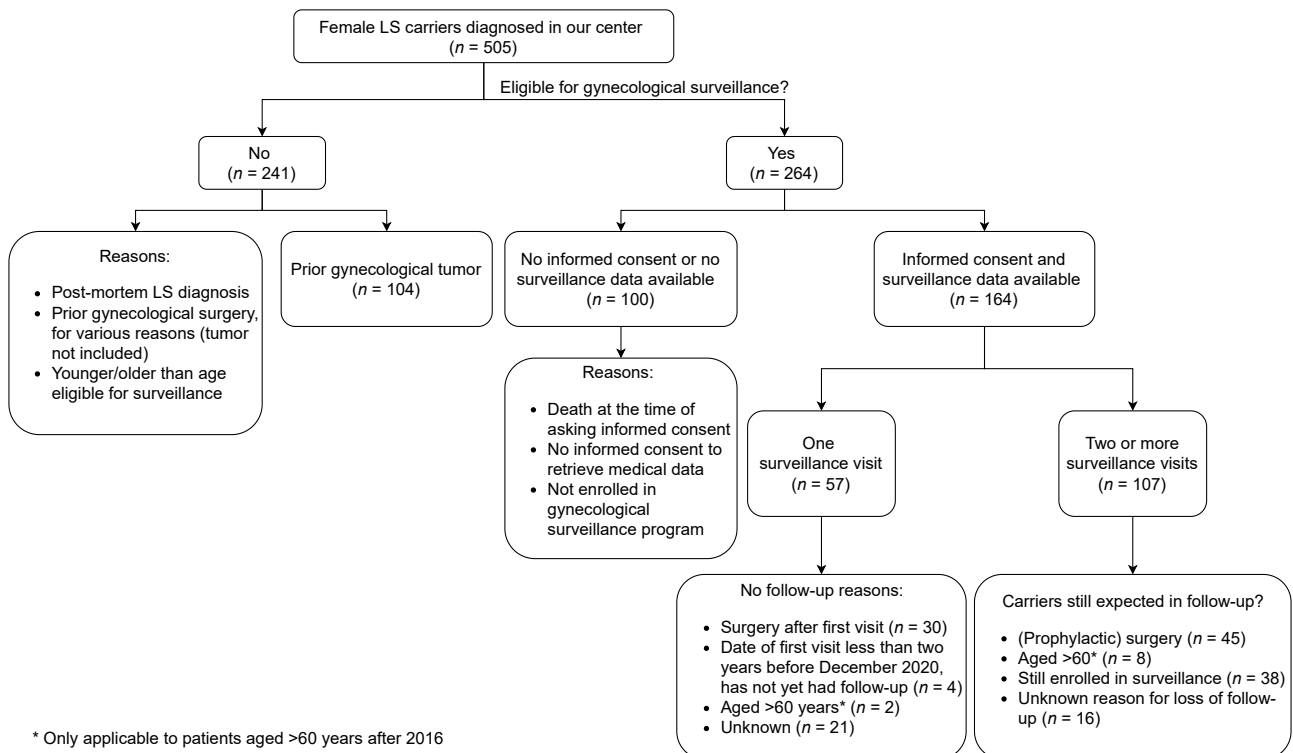 Female LS carriers diagnosed in our center
(n = 505)
Eligible for gynecological surveillance?
No
(n = 241)
Yes
(n = 264)
Reasons:
• Post-mortem LS diagnosis
• Prior gynecological surgery,
for various reasons (tumor
not included)
• Younger/older than age
eligible for surveillance
Prior gynecological tumor
(n = 104)
No informed consent or no
surveillance data available
(n = 100)
Informed consent and
surveillance data available
(n = 164)
Reasons:
• Death at the time of
asking informed consent
• No informed consent to
retrieve medical data
• Not enrolled in
gynecological
surveillance program
One
surveillance visit
(n = 57)
Two or more
surveillance visits
(n = 107)
No follow-up reasons:
• Surgery after first visit (n = 30)
• Date of first visit less than two
years before December 2020,
has not yet had follow-up (n = 4)
• Aged >60 years* (n = 2)
• Unknown (n = 21)
Carriers still expected in follow-up?
• (Prophylactic) surgery (n = 45)
• Aged >60* (n = 8)
• Still enrolled in surveillance (n = 38)
• Unknown reason for loss of follow-
up (n = 16)
* Only applicable to patients aged >60 years after 2016